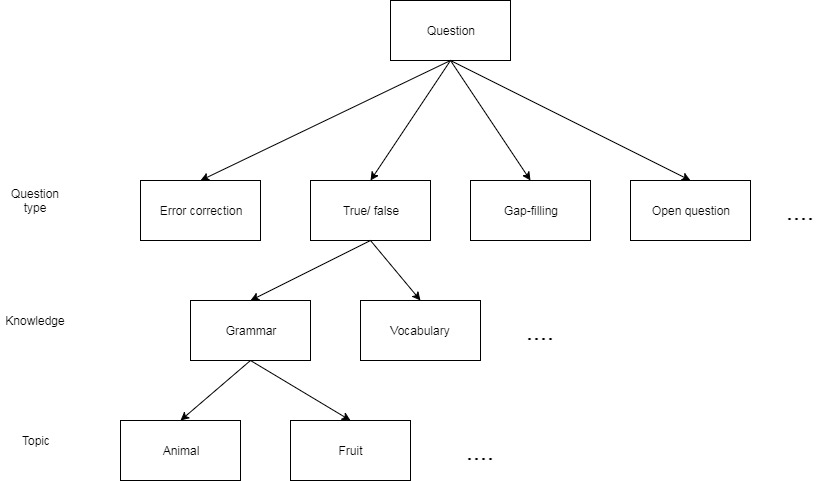 Question
Question
type
Error correction
True/ false
Gap-filling
Open question
....
Knowledge
Grammar
Vocabulary
....
Topic
Animal
Fruit
....